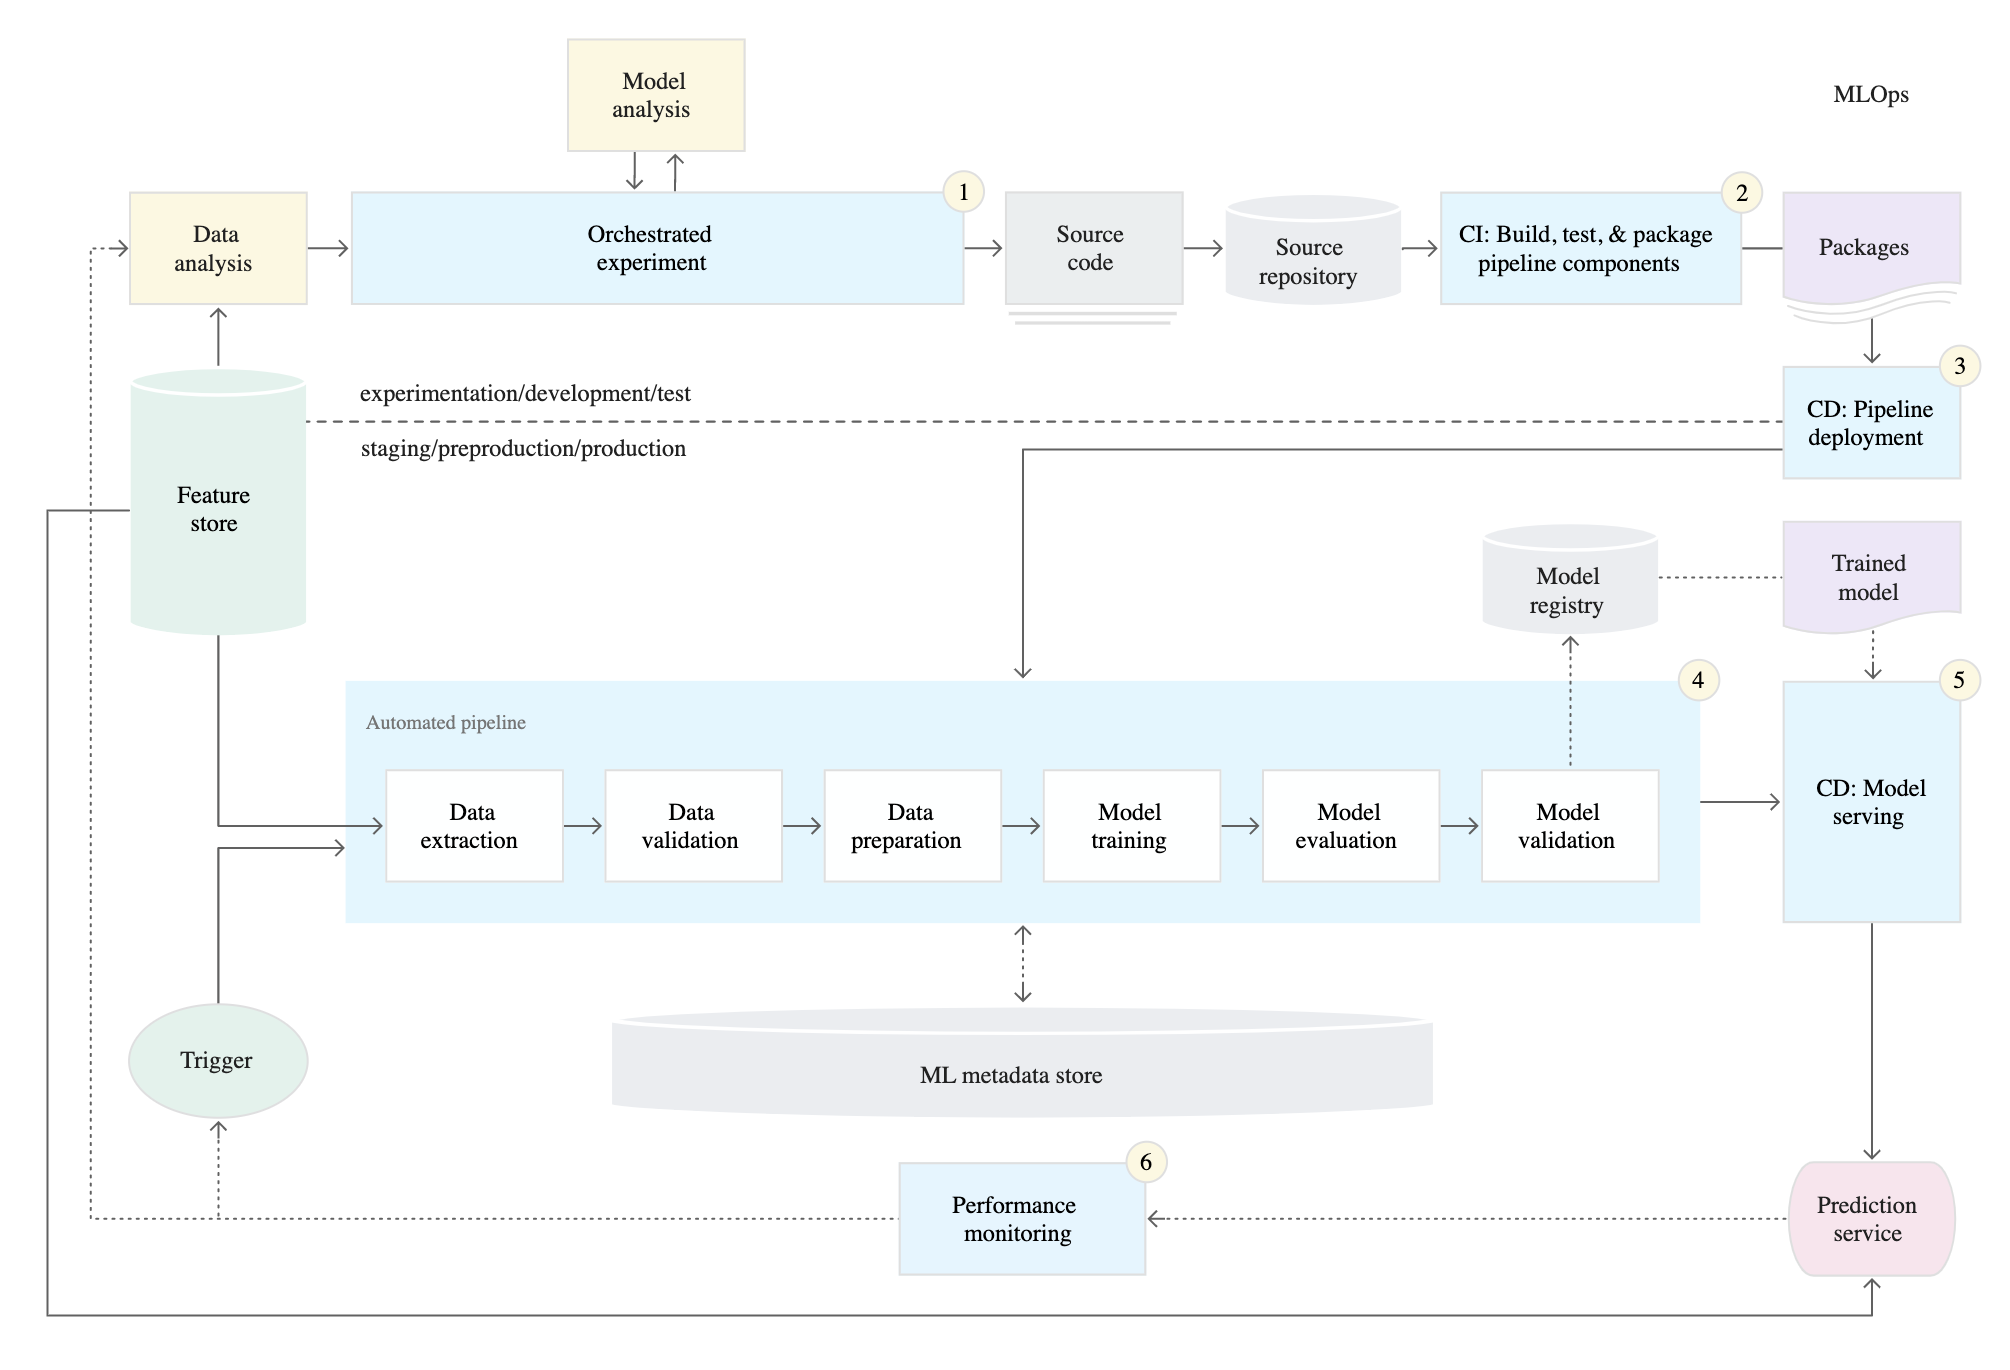 Model
analysis
MLOps
1
2
Data
analysis
Orchestrated
experiment
Source
code
Source
repository
CI: Build, test, & package
pipeline components
Packages
3
experimentation/development/test
staging/preproduction/production
CD: Pipeline
deployment
Feature
store
Model
registry
Trained
model
4
5
Automated pipeline
Data
extraction
Data
validation
Data
preparation
Model
training
Model
evaluation
Model
validation
CD: Model
serving
Trigger
ML metadata store
6
Performance
monitoring
Prediction
service